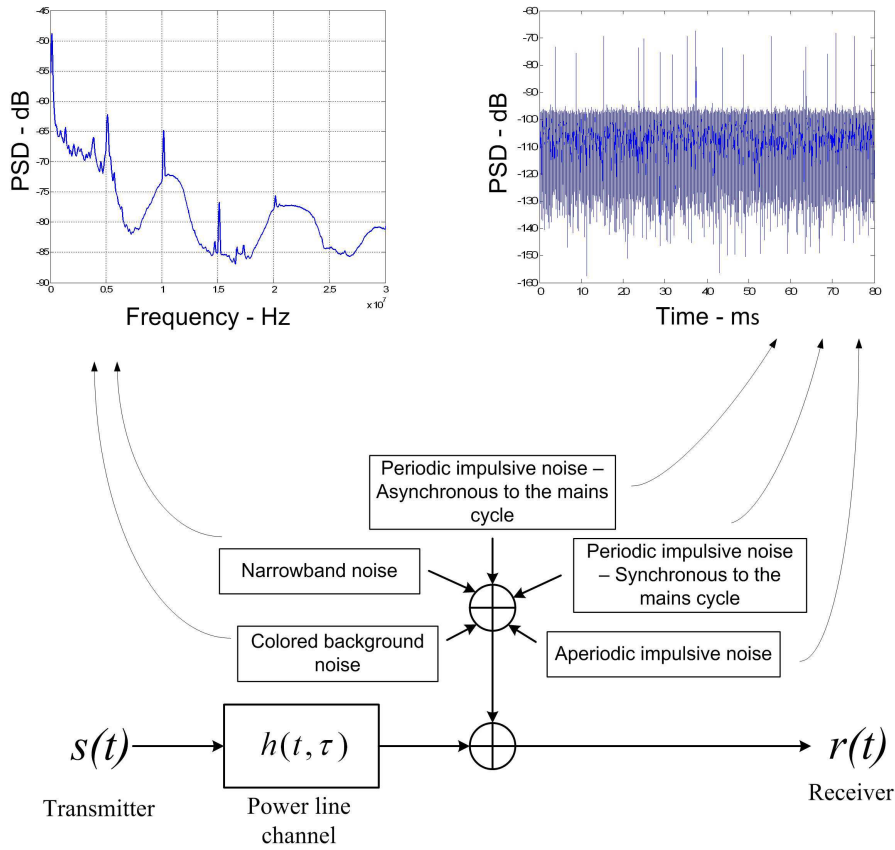 -45
-50
-55
-60
-65
-70
-75
-80
-85
-90
PSD - dB
0 0.5 1 1.5 2 2.5 3
x 10^7
Frequency - Hz
-60
-70
-80
-90
-100
-110
-120
-130
-140
-150
-160
PSD - dB
0 10 20 30 40 50 60 70 80
Time - ms
Periodic impulsive noise –
Asynchronous to the mains
cycle
Narrowband noise
Periodic impulsive noise
– Synchronous to the
mains cycle
Colored background
noise
Aperiodic impulsive noise
s(t)
h(t, τ)
r(t)
Transmitter
Power line
channel
Receiver